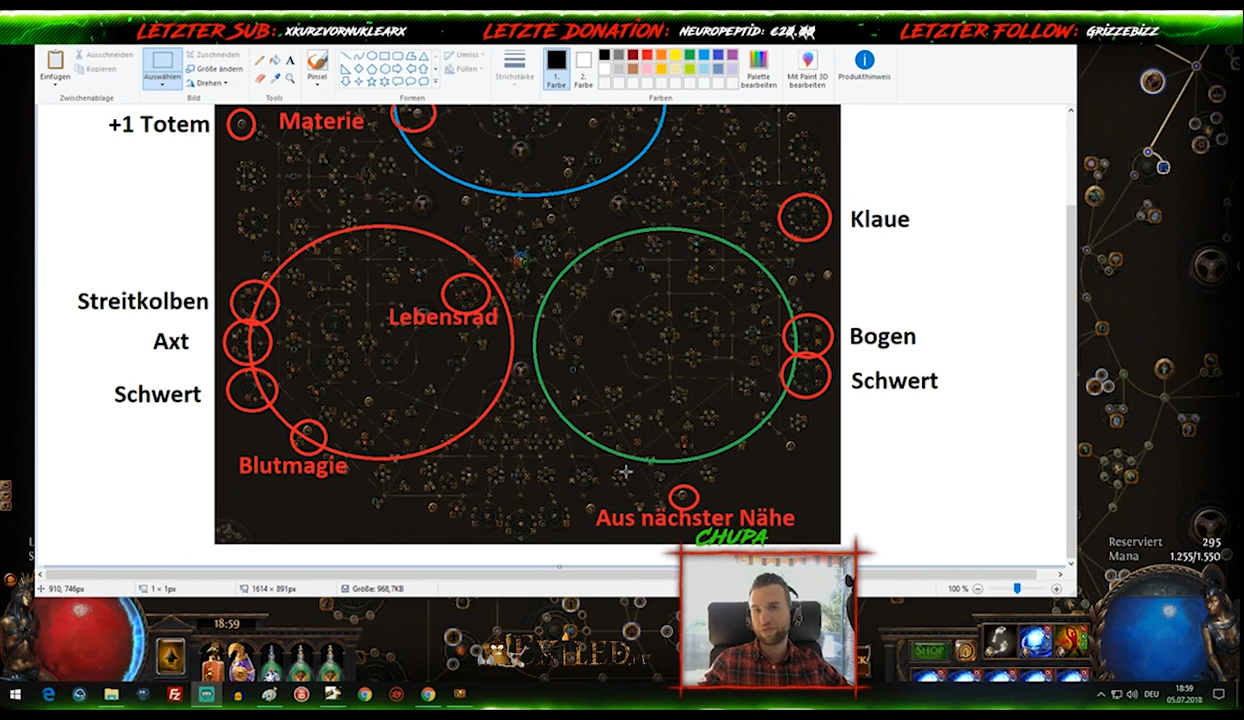 LETZTER SUB: XKURZVORNUKLEARX
LETZTE DONATION: NEUROPEPTID: €20.00
LETZTER FOLLOW: GRIZZEBIZZ
Einfügen
Ausschneiden
Kopieren
Zwischenablage
Auswählen
Zuschneiden
Größe ändern
Drehen
Bild
A
Tools
Pinsel
Formen
Umriss
Füllen
Strichstärke
1. Farbe
2. Farbe
Farben
Palette bearbeiten
Mit Paint 3D bearbeiten
Produkthinweis
+1 Totem
Materie
Klaue
Streitkolben
Axt
Schwert
Lebensrad
Bogen
Schwert
Blutmagie
Aus nächster Nähe
CHUPA
Reserviert 295
Mana 1.255/1.550
910, 746px
1 × 1px
1614 × 891px
Größe: 968,7KB
100 %
18:59
EXILED
SHOP
DEU
18:59
05.07.2018